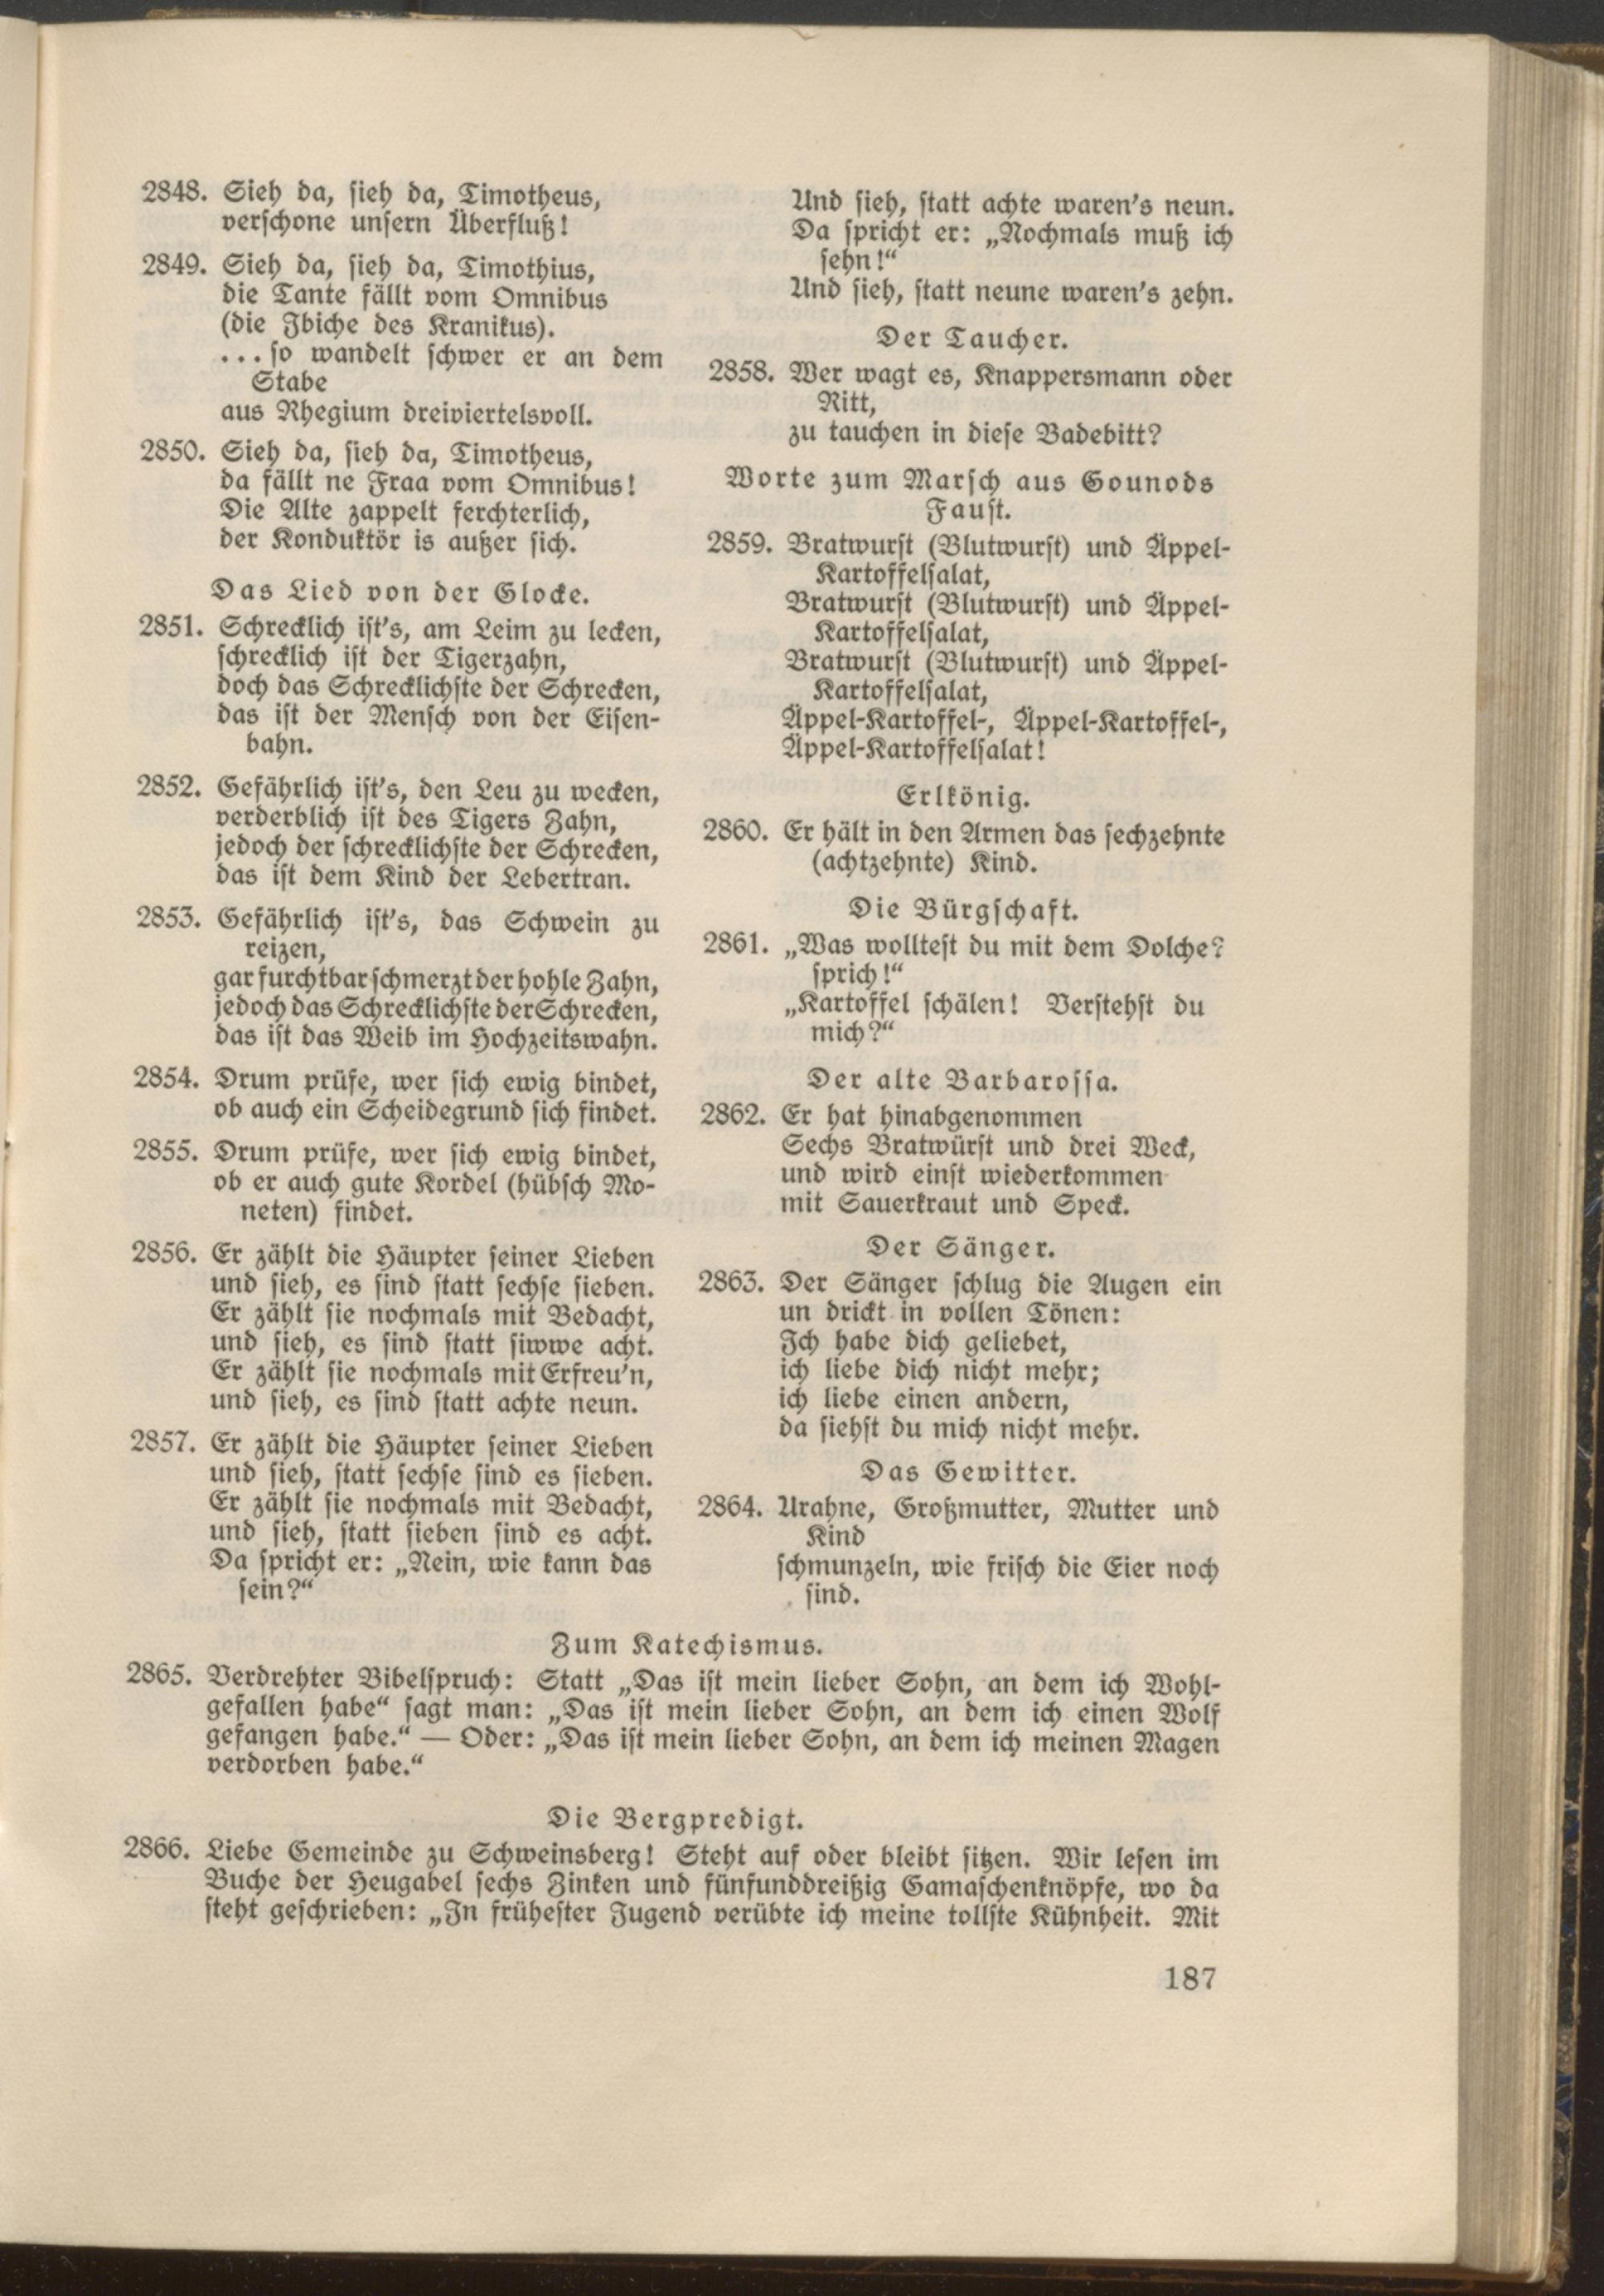 2848. Sieh da, sieh da, Timotheus,
verschone unsern Überfluß!
2849. Sieh da, sieh da, Timothius,
die Tante fällt vom Omnibus
(die Ibiche des Kranikus).
...so wandelt schwer er an dem
Stabe
aus Rhegium dreiviertelsvoll.
2850. Sieh da, sieh da, Timotheus,
da fällt ne Fraa vom Omnibus!
Die Alte zappelt ferchterlich,
der Konduktör is außer sich.
Das Lied von der Glocke.
2851. Schrecklich ist's, am Leim zu lecken,
schrecklich ist der Tigerzahn,
doch das Schrecklichste der Schrecken,
das ist der Mensch von der Eisen-
bahn.
2852. Gefährlich ist's, den Leu zu wecken,
verderblich ist des Tigers Zahn,
jedoch der schrecklichste der Schrecken,
das ist dem Kind der Lebertran.
2853. Gefährlich ist's, das Schwein zu
reizen,
gar furchtbar schmerzt der hohle Zahn,
jedoch das Schrecklichste der Schrecken,
das ist das Weib im Hochzeitswahn.
2854. Drum prüfe, wer sich ewig bindet,
ob auch ein Scheidegrund sich findet.
2855. Drum prüfe, wer sich ewig bindet,
ob er auch gute Kordel (hübsch Mo-
neten) findet.
2856. Er zählt die Häupter seiner Lieben
und sieh, es sind statt sechse sieben.
Er zählt sie nochmals mit Bedacht,
und sieh, es sind statt siwwe acht.
Er zählt sie nochmals mit Erfreu'n,
und sieh, es sind statt achte neun.
2857. Er zählt die Häupter seiner Lieben
und sieh, statt sechse sind es sieben.
Er zählt sie nochmals mit Bedacht,
und sieh, statt sieben sind es acht.
Da spricht er: „Nein, wie kann das
sein?“
Und sieh, statt achte waren's neun.
Da spricht er: „Nochmals muß ich
sehn!“
Und sieh, statt neune waren's zehn.
Der Taucher.
2858. Wer wagt es, Knappersmann oder
Ritt,
zu tauchen in diese Badebitt?
Worte zum Marsch aus Gounods
Faust.
2859. Bratwurst (Blutwurst) und Äppel-
Kartoffelsalat,
Bratwurst (Blutwurst) und Äppel-
Kartoffelsalat,
Bratwurst (Blutwurst) und Äppel-
Kartoffelsalat,
Äppel-Kartoffel-, Äppel-Kartoffel-,
Äppel-Kartoffelsalat!
Erlkönig.
2860. Er hält in den Armen das sechzehnte
(achtzehnte) Kind.
Die Bürgschaft.
2861. „Was wolltest du mit dem Dolche?
sprich!“
„Kartoffel schälen! Verstehst du
mich?“
Der alte Barbarossa.
2862. Er hat hinabgenommen
Sechs Bratwürst und drei Weck,
und wird einst wiederkommen
mit Sauerkraut und Speck.
Der Sänger.
2863. Der Sänger schlug die Augen ein
un drickt in vollen Tönen:
Ich habe dich geliebet,
ich liebe dich nicht mehr;
ich liebe einen andern,
da siehst du mich nicht mehr.
Das Gewitter.
2864. Urahne, Großmutter, Mutter und
Kind
schmunzeln, wie frisch die Eier noch
sind.
Zum Katechismus.
2865. Verdrehter Bibelspruch: Statt „Das ist mein lieber Sohn, an dem ich Wohl-
gefallen habe“ sagt man: „Das ist mein lieber Sohn, an dem ich einen Wolf
gefangen habe.“ — Oder: „Das ist mein lieber Sohn, an dem ich meinen Magen
verdorben habe.“
Die Bergpredigt.
2866. Liebe Gemeinde zu Schweinsberg! Steht auf oder bleibt sitzen. Wir lesen im
Buche der Heugabel sechs Zinken und fünfunddreißig Gamaschenknöpfe, wo da
steht geschrieben: „In frühester Jugend verübte ich meine tollste Kühnheit. Mit
187